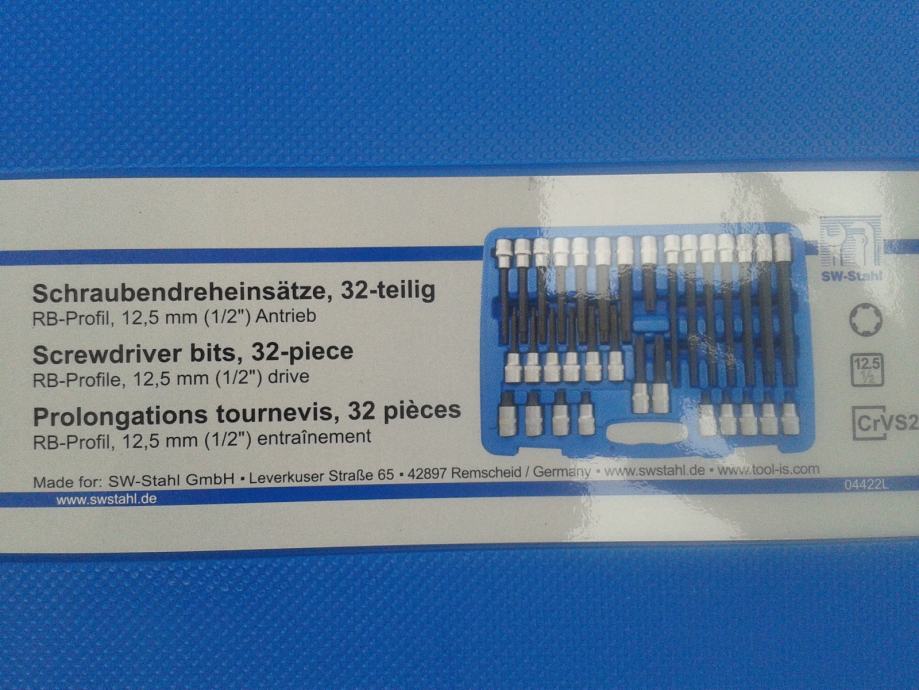 Schraubendreheinsätze, 32-teilig
RB-Profil, 12,5 mm (1/2") Antrieb
Screwdriver bits, 32-piece
RB-Profile, 12,5 mm (1/2") drive
Prolongations tournevis, 32 pièces
RB-Profil, 12,5 mm (1/2") entraînement
Made for: SW-Stahl GmbH • Leverkuser Straße 65 • 42897 Remscheid / Germany • www.swstahl.de • www.tool-is.com
www.swstahl.de
SW-Stahl
12.5
1/2
CrVS2
04422L